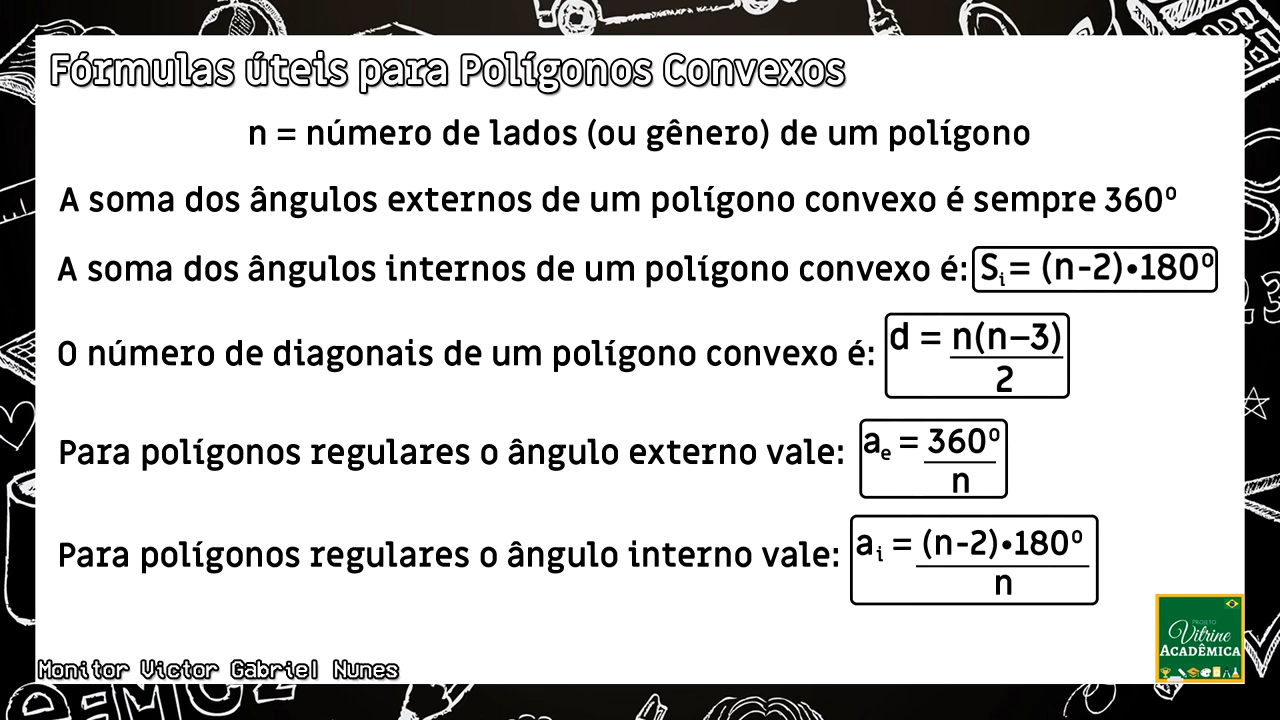 Fórmulas úteis para Polígonos Convexos
n = número de lados (ou gênero) de um polígono
A soma dos ângulos externos de um polígono convexo é sempre 360º
A soma dos ângulos internos de um polígono convexo é: Sᵢ = (n-2)•180º
O número de diagonais de um polígono convexo é: d = n(n–3)
2
Para polígonos regulares o ângulo externo vale: aₑ = 360º
n
Para polígonos regulares o ângulo interno vale: aᵢ = (n-2)•180º
n
PROJETO
Vitrine
ACADÊMICA
Monitor Victor Gabriel Nunes
e=mc2